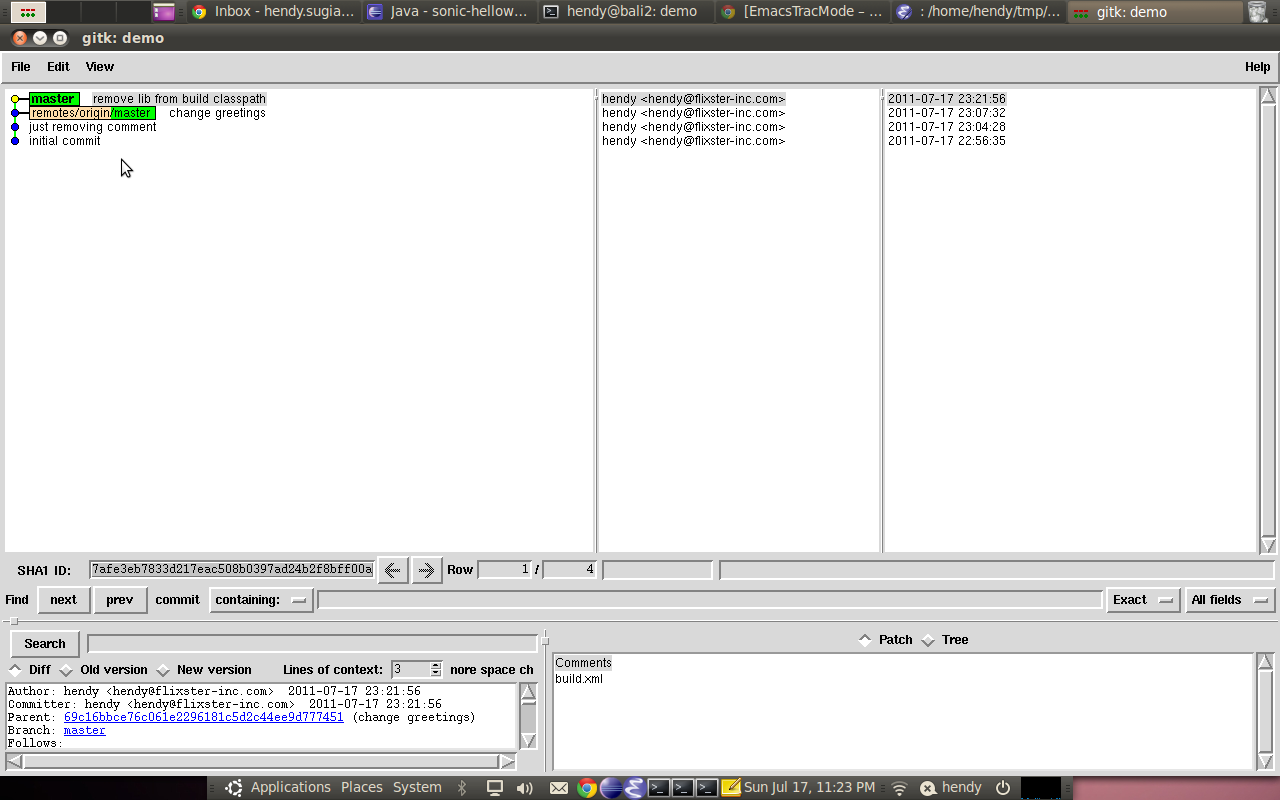 Inbox - hendy.sugia... Java - sonic-hellow... hendy@bali2: demo [EmacsTracMode – ... : /home/hendy/tmp/... gitk: demo
gitk: demo
File Edit View Help
master remove lib from build classpath hendy <hendy@flixster-inc.com> 2011-07-17 23:21:56
remotes/origin/master change greetings hendy <hendy@flixster-inc.com> 2011-07-17 23:07:32
just removing comment hendy <hendy@flixster-inc.com> 2011-07-17 23:04:28
initial commit hendy <hendy@flixster-inc.com> 2011-07-17 22:56:35
SHA1 ID: 7afe3eb7833d217eac508b0397ad24b2f8bff00a Row 1 / 4
Find next prev commit containing: Exact All fields
Search Patch Tree
Diff Old version New version Lines of context: 3 nore space ch
Comments
build.xml
Author: hendy <hendy@flixster-inc.com> 2011-07-17 23:21:56
Committer: hendy <hendy@flixster-inc.com> 2011-07-17 23:21:56
Parent: 69c16bbce76c061e2296181c5d2c44ee9d777451 (change greetings)
Branch: master
Follows:
Applications Places System Sun Jul 17, 11:23 PM hendy